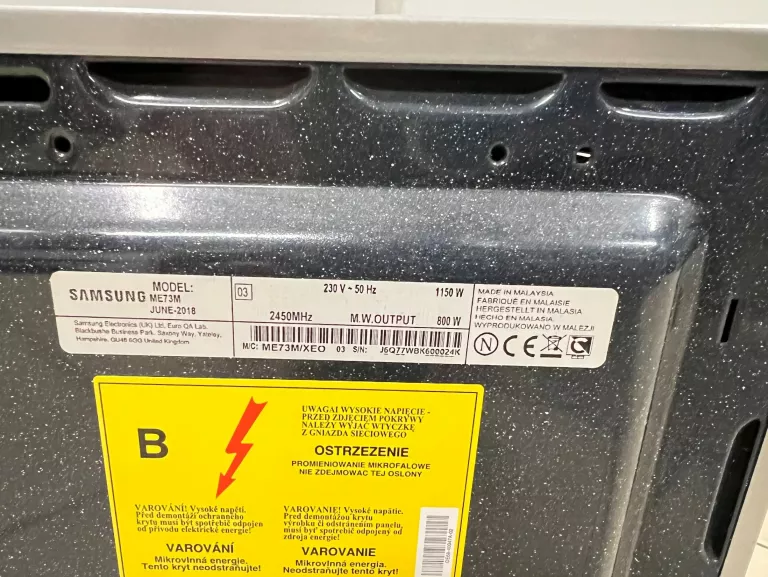 SAMSUNG
MODEL:
ME73M
JUNE-2018
Samsung Electronics (UK) Ltd, Euro QA Lab.
Blackbushe Business Park, Saxony Way, Yateley,
Hampshire, GU46 6GG United Kingdom
03
230 V ~ 50 Hz
1150 W
2450MHz
M.W.OUTPUT
800 W
M/C: ME73M/XEO 03 S/N: J6Q77WBK600024K
MADE IN MALAYSIA
FABRIQUÉ EN MALAISIE
HERGESTELLT IN MALAYSIA
HECHO EN MALASIA
WYPRODUKOWANO W MALEZJI
N CE
B
UWAGA! WYSOKIE NAPIĘCIE -
PRZED ZDJĘCIEM POKRYWY
NALEŻY WYJĄĆ WTYCZKĘ
Z GNIAZDA SIECIOWEGO
OSTRZEZENIE
PROMIENIOWANIE MIKROFALOWE
NIE ZDEJMOWAC TEJ OSLONY
VAROVÁNÍ! Vysoké napětí.
Před demontáží ochranného
krytu musí být spotřebič odpojen
od přívodu elektrické energie!
VAROVÁNÍ
Mikrovlnná energie.
Tento kryt neodstraňujte!
VAROVANIE! Vysoké napätie.
Pred demontážou krytu
výrobku či odstránením panelu,
musí byť spotrebič odpojený od
zdroja energie!
VAROVANIE
Mikrovlnná energia.
Neodstraňujte tento kryt!